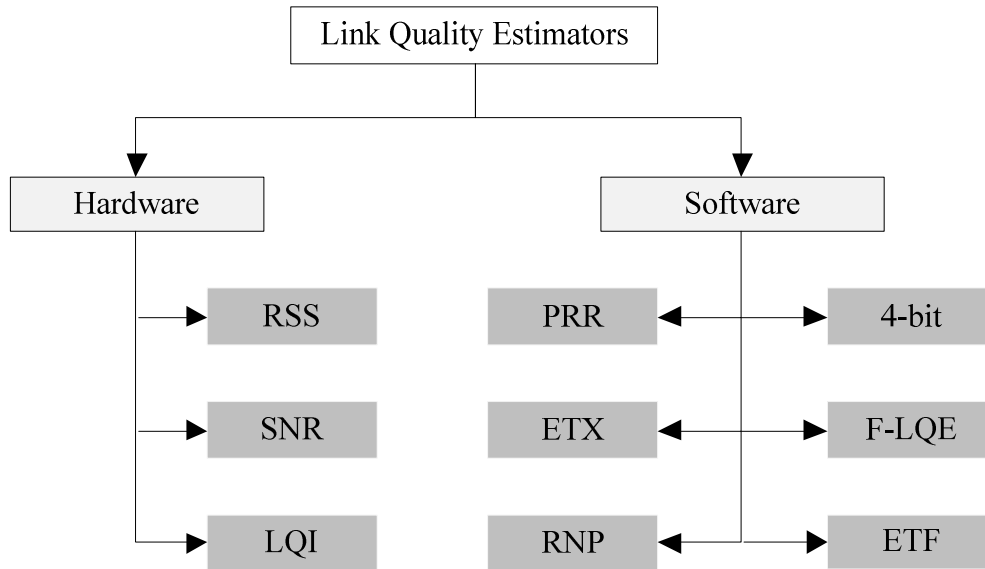 Link Quality Estimators
Hardware
Software
RSS
PRR
4-bit
SNR
ETX
F-LQE
LQI
RNP
ETF